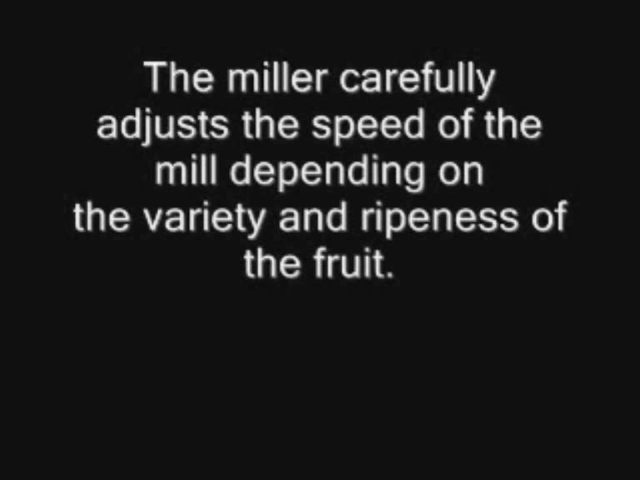 The miller carefully
adjusts the speed of the
mill depending on
the variety and ripeness of
the fruit.